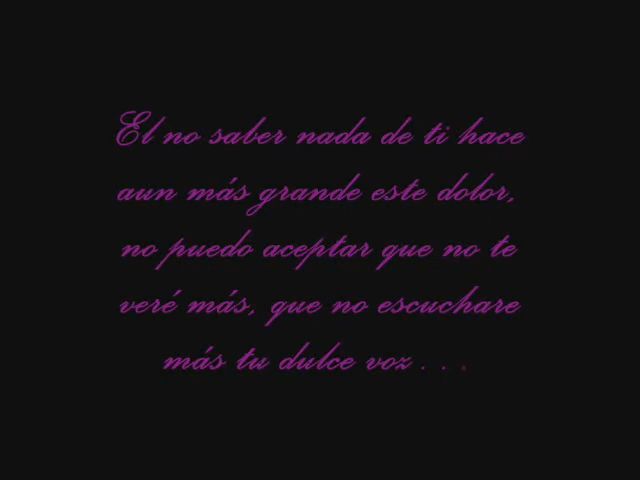 El no saber nada de ti hace
aun más grande este dolor,
no puedo aceptar que no te
veré más, que no escuchare
más tu dulce voz . . .